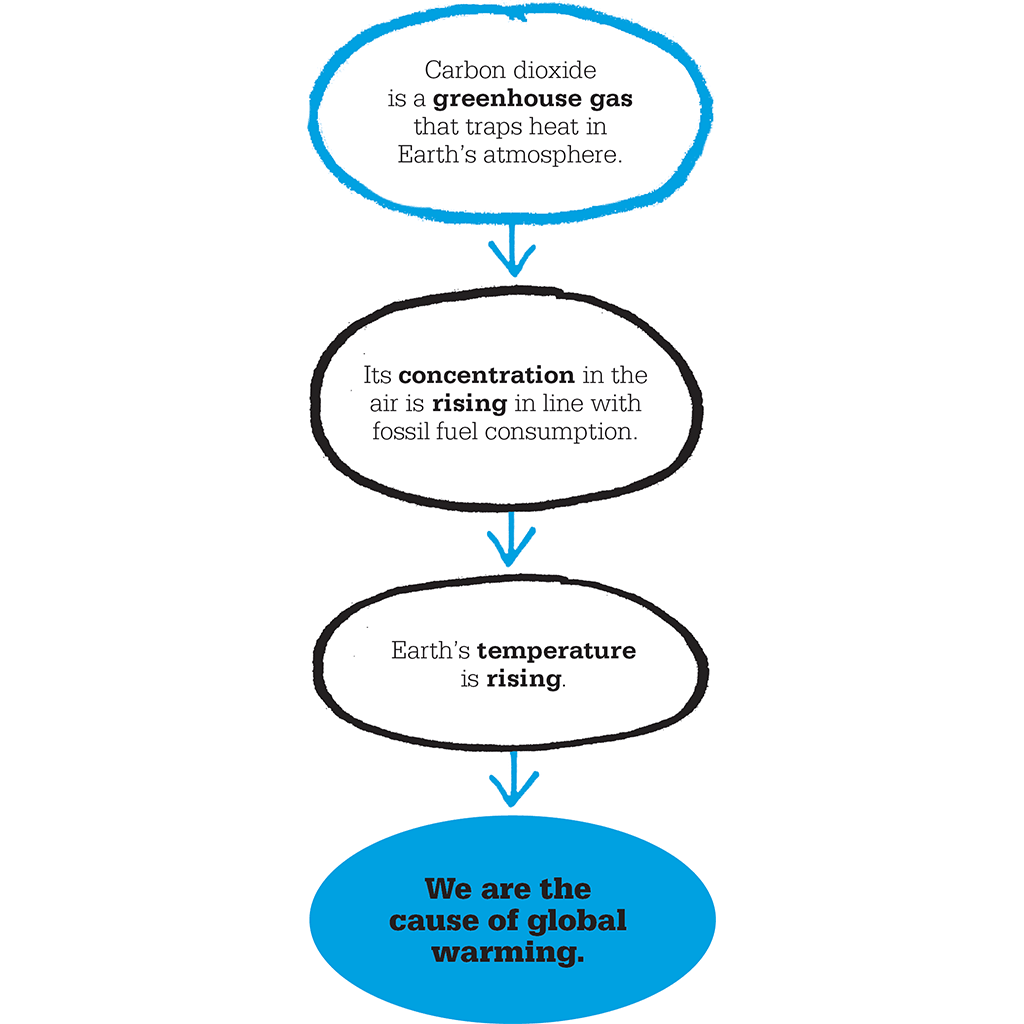 Carbon dioxide
is a greenhouse gas
that traps heat in
Earth’s atmosphere.
Its concentration in the
air is rising in line with
fossil fuel consumption.
Earth’s temperature
is rising.
We are the
cause of global
warming.